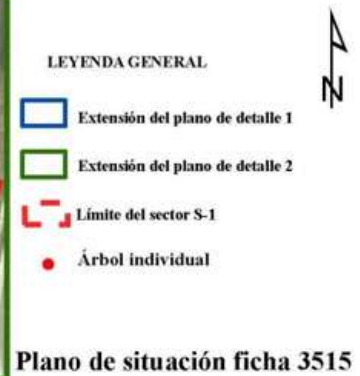 N
LEYENDA GENERAL
Extensión del plano de detalle 1
Extensión del plano de detalle 2
Límite del sector S-1
Árbol individual
Plano de situación ficha 3515